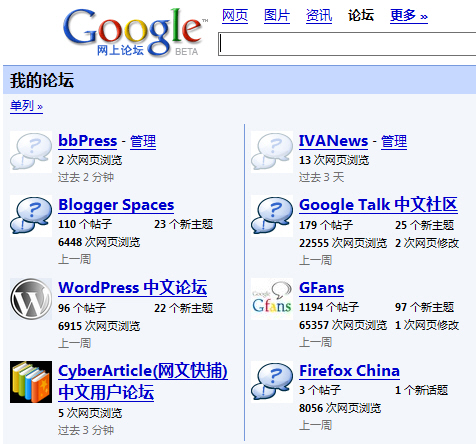 Google™
网上论坛 BETA
网页 图片 资讯 论坛 更多 »
我的论坛
单列 »
bbPress - 管理
2 次网页浏览
过去 2 分钟
Blogger Spaces
110 个帖子 23 个新主题
6448 次网页浏览
上一周
WordPress 中文论坛
96 个帖子 22 个新主题
6915 次网页浏览
上一周
CyberArticle(网文快捕)
中文用户论坛
5 次网页浏览
过去 3 分钟
IVANews - 管理
13 次网页浏览
过去 3 天
Google Talk 中文社区
179 个帖子 25 个新主题
22555 次网页浏览 2 次网页修改
上一周
Google
Gfans
GFans
1194 个帖子 97 个新主题
65357 次网页浏览 1 次网页修改
上一周
Firefox China
3 个帖子 1 个新话题
8056 次网页浏览
上一周